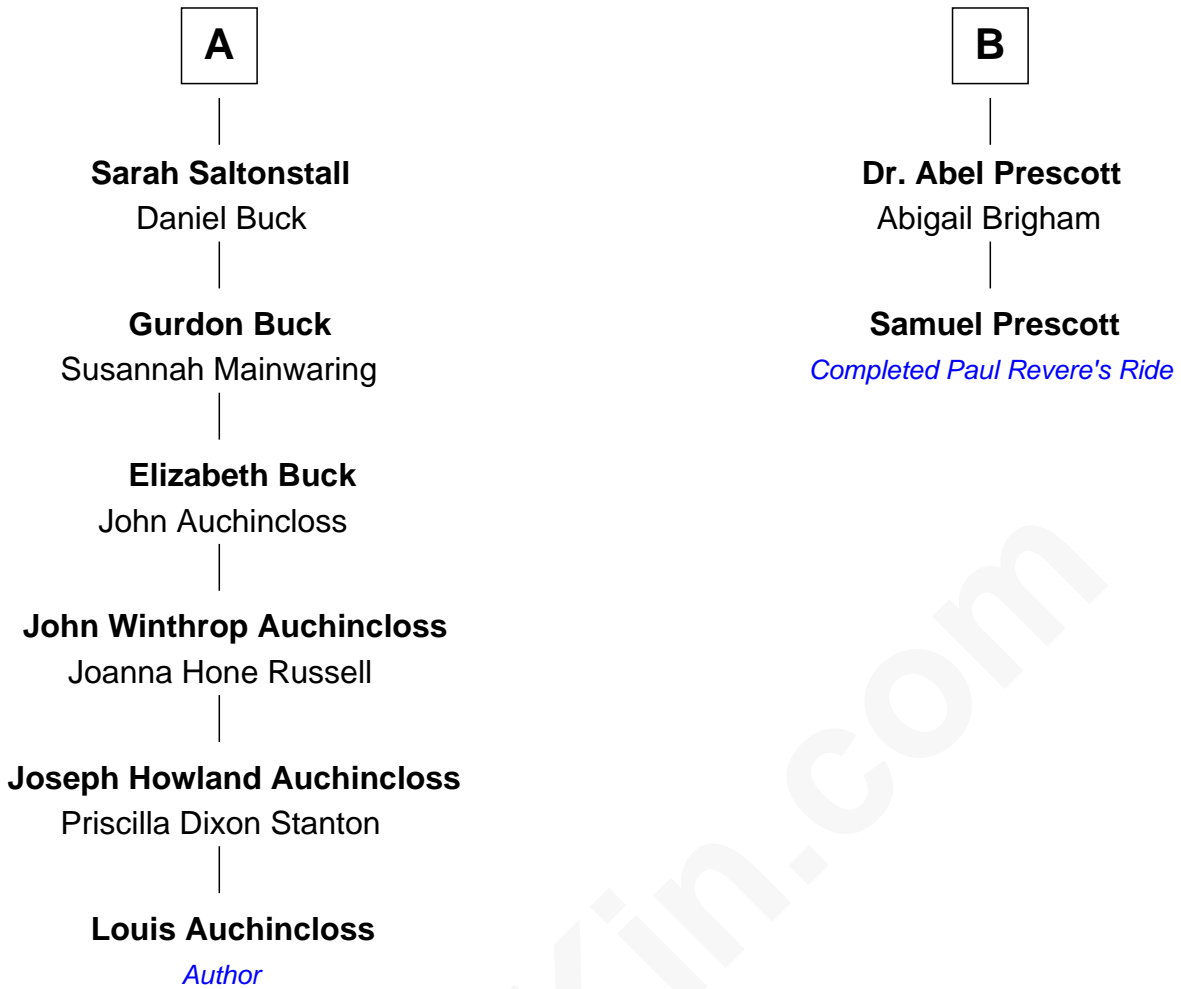 A
Sarah Saltonstall
Daniel Buck
Gurdon Buck
Susannah Mainwaring
Elizabeth Buck
John Auchincloss
John Winthrop Auchincloss
Joanna Hone Russell
Joseph Howland Auchincloss
Priscilla Dixon Stanton
Louis Auchincloss
Author
B
Dr. Abel Prescott
Abigail Brigham
Samuel Prescott
Completed Paul Revere's Ride
Kin.com